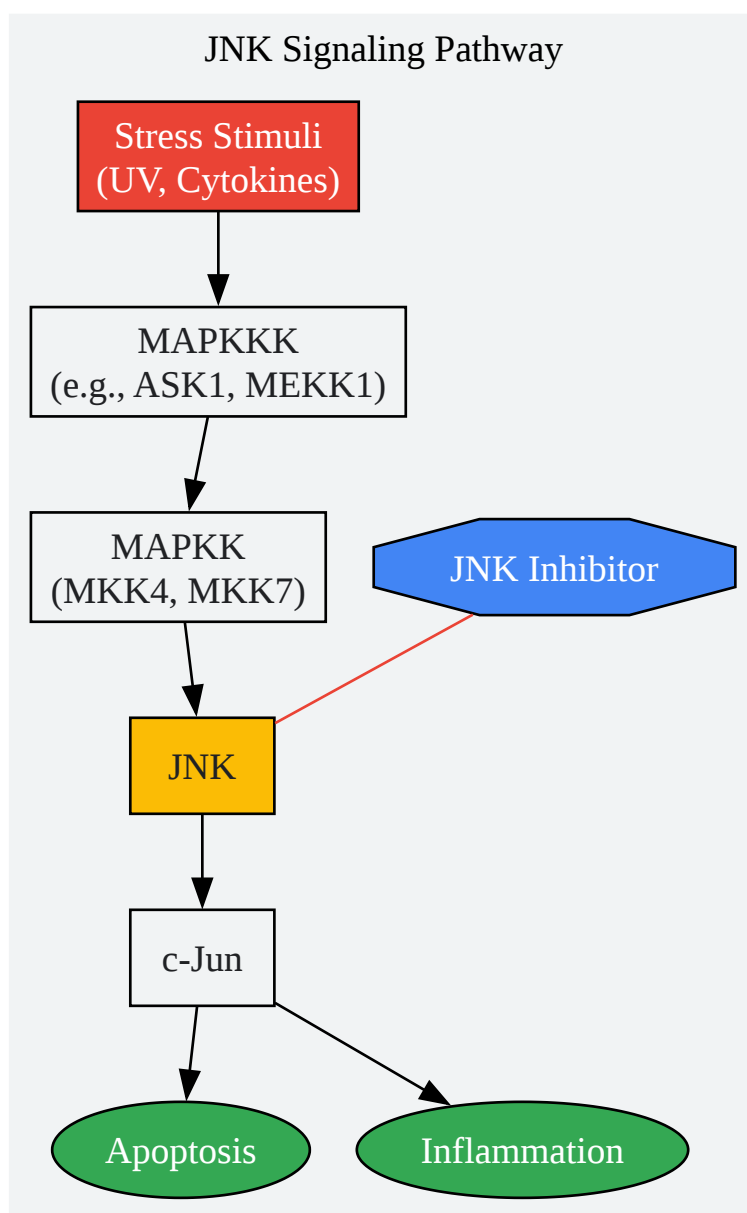 JNK Signaling Pathway
Stress Stimuli
(UV, Cytokines)
MAPKKK
(e.g., ASK1, MEKK1)
MAPKK
(MKK4, MKK7)
JNK Inhibitor
JNK
c-Jun
Apoptosis
Inflammation